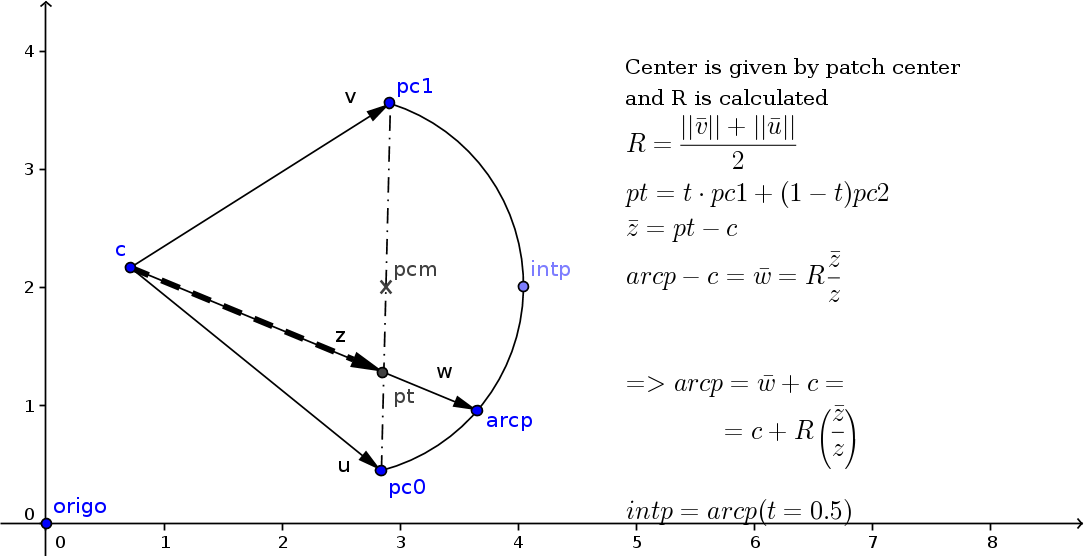 4
3
2
1
0
0
1
2
3
4
5
6
7
8
origo
c
v
pc1
pcm
intp
z
w
pt
arcp
u
pc0
Center is given by patch center
and R is calculated
R = (||v̄|| + ||ū||) / 2
pt = t · pc1 + (1 − t)pc2
z̄ = pt − c
arcp − c = w̄ = R z̄/z
=> arcp = w̄ + c =
= c + R (z̄/z)
intp = arcp(t = 0.5)